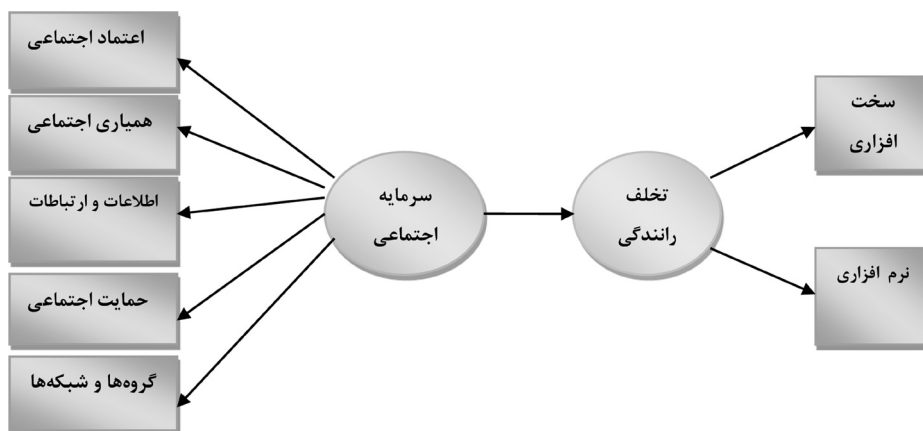 اعتماد اجتماعی
همیاری اجتماعی
اطلاعات و ارتباطات
حمایت اجتماعی
گروه‌ها و شبکه‌ها
سرمایه
اجتماعی
تخلف
رانندگی
سخت
افزاری
نرم افزاری